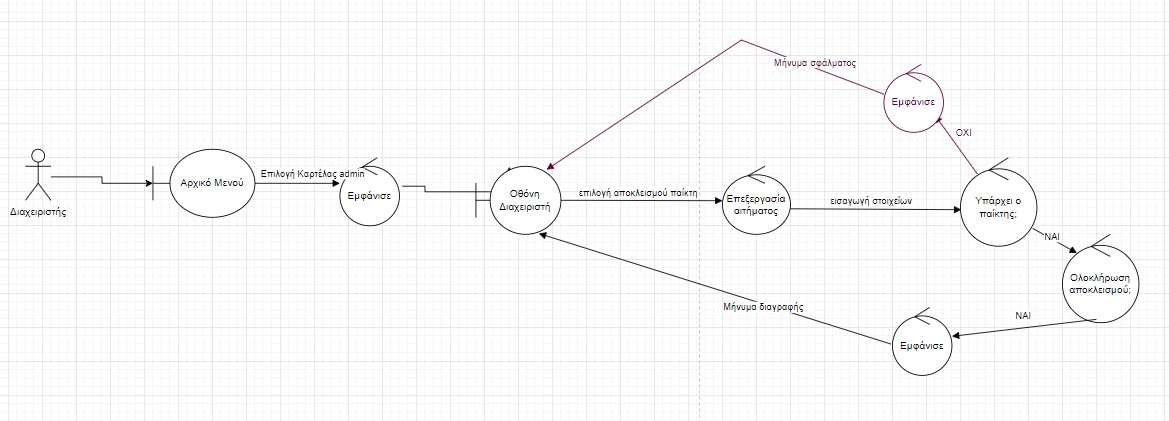 Μήνυμα σφάλματος
Εμφάνισε
ΟΧΙ
Διαχειριστής
Αρχικό Μενού
Επιλογή Καρτέλας admin
Εμφάνισε
Οθόνη
Διαχειριστή
επιλογή αποκλεισμού παίκτη
Επεξεργασία
αιτήματος
εισαγωγή στοιχείων
Υπάρχει ο
παίκτης;
ΝΑΙ
Ολοκλήρωση
αποκλεισμού;
ΝΑΙ
Εμφάνισε
Μήνυμα διαγραφής